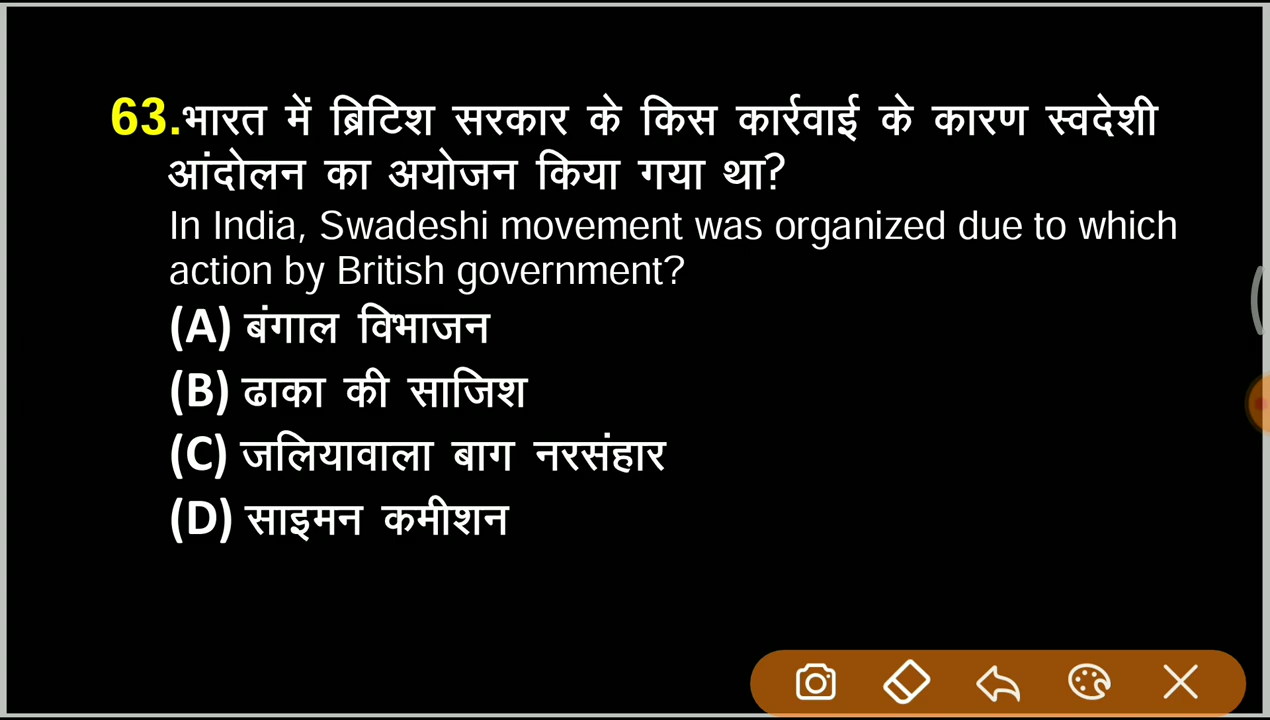 63.भारत में ब्रिटिश सरकार के किस कार्रवाई के कारण स्वदेशी
आंदोलन का अयोजन किया गया था?
In India, Swadeshi movement was organized due to which
action by British government?
(A) बंगाल विभाजन
(B) ढाका की साजिश
(C) जलियावाला बाग नरसंहार
(D) साइमन कमीशन